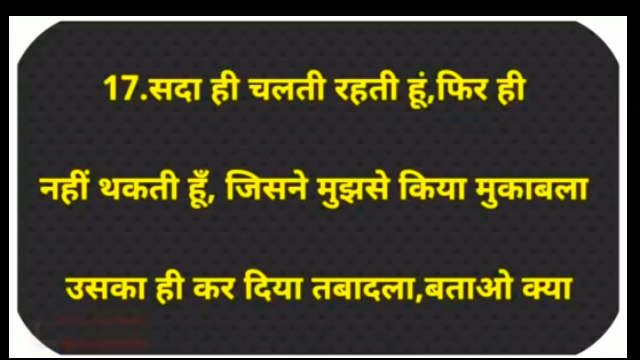 17.सदा ही चलती रहती हूं,फिर ही
नहीं थकती हूँ, जिसने मुझसे किया मुकाबला
उसका ही कर दिया तबादला,बताओ क्या